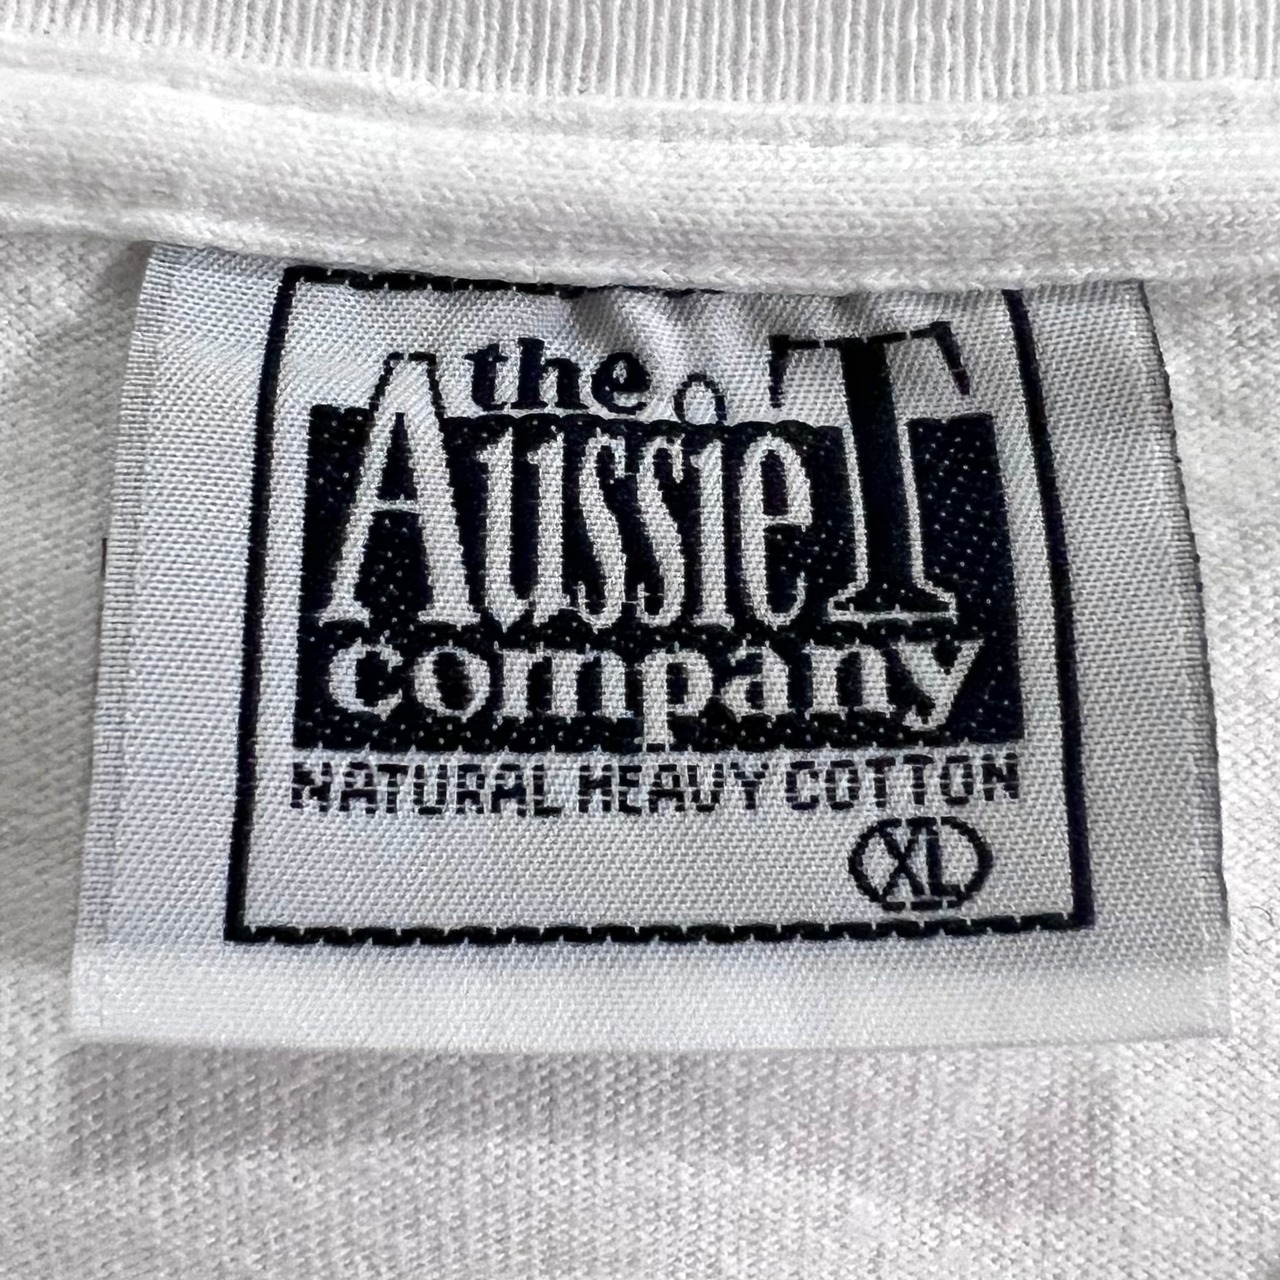 the
Aussie T
company
NATURAL HEAVY COTTON
XL